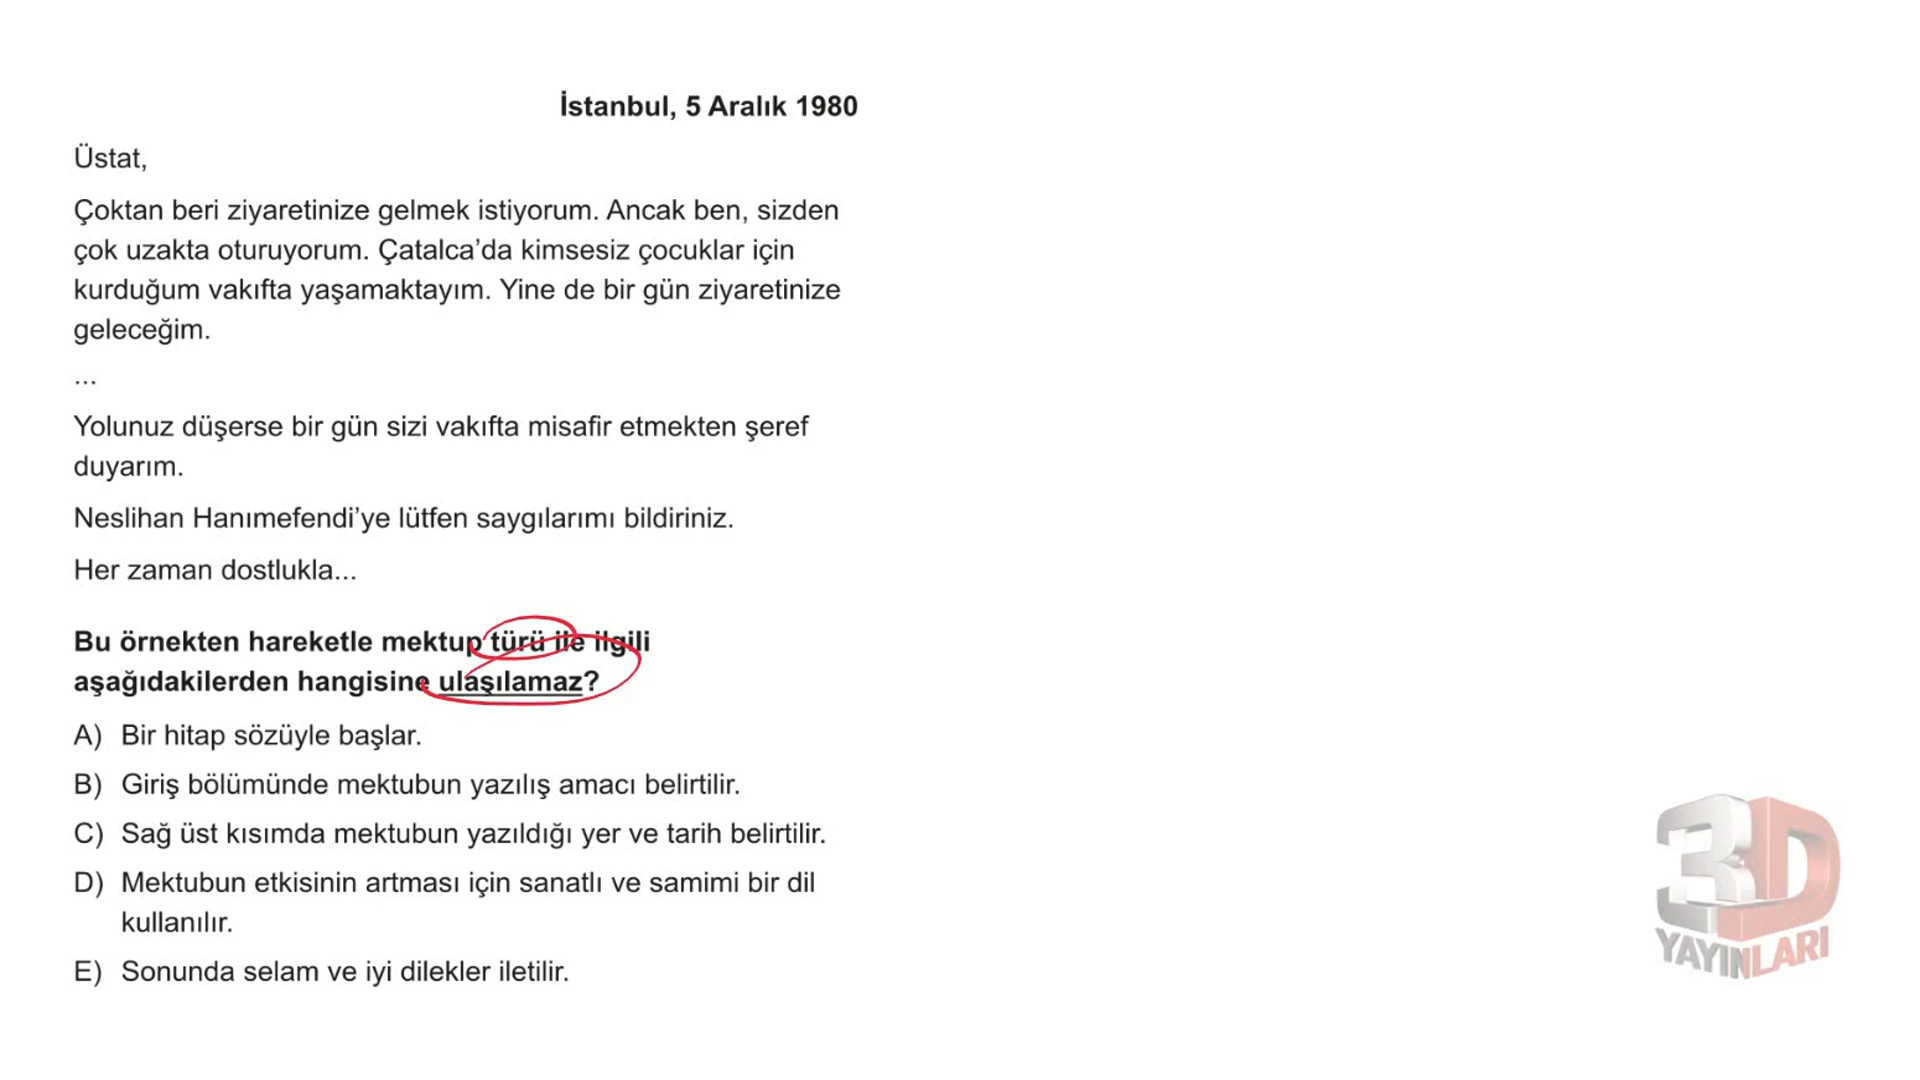 İstanbul, 5 Aralık 1980
Üstat,
Çoktan beri ziyaretinize gelmek istiyorum. Ancak ben, sizden
çok uzakta oturuyorum. Çatalca’da kimsesiz çocuklar için
kurduğum vakıfta yaşamaktayım. Yine de bir gün ziyaretinize
geleceğim.
...
Yolunuz düşerse bir gün sizi vakıfta misafir etmekten şeref
duyarım.
Neslihan Hanımefendi’ye lütfen saygılarımı bildiriniz.
Her zaman dostlukla...
Bu örnekten hareketle mektup türü ile ilgili
aşağıdakilerden hangisine ulaşılamaz?
A) Bir hitap sözüyle başlar.
B) Giriş bölümünde mektubun yazılış amacı belirtilir.
C) Sağ üst kısımda mektubun yazıldığı yer ve tarih belirtilir.
D) Mektubun etkisinin artması için sanatlı ve samimi bir dil
kullanılır.
E) Sonunda selam ve iyi dilekler iletilir.
3D
YAYINLARI